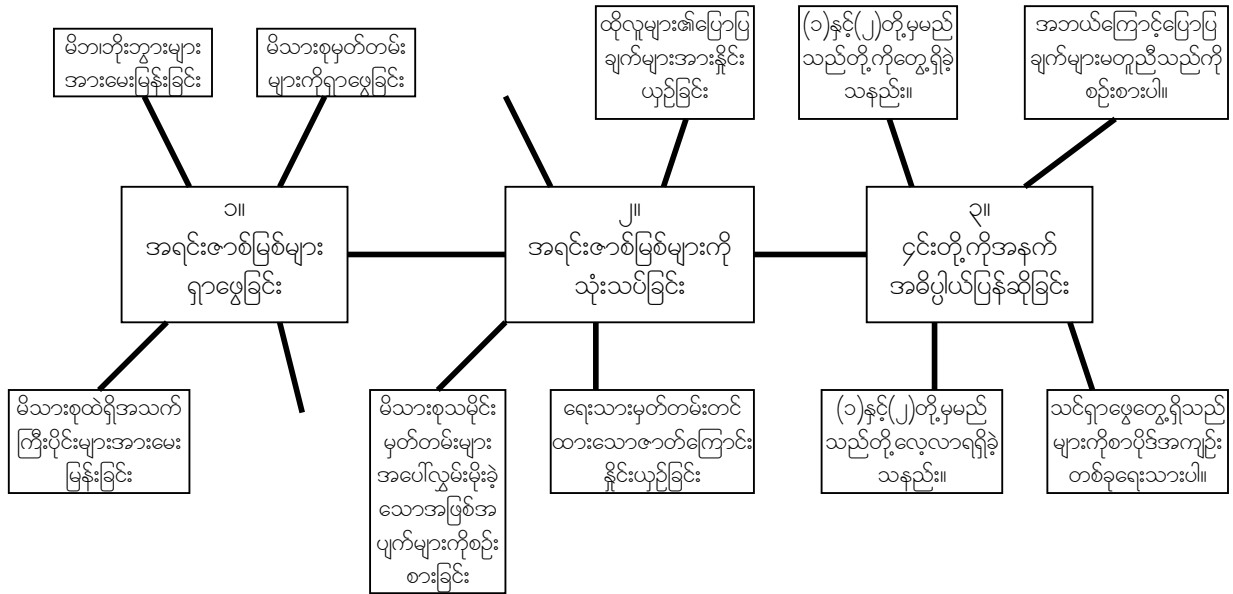 မိဘ၊ဘိုးဘွားများ
အားမေးမြန်းခြင်း
မိသားစုမှတ်တမ်း
များကိုရှာဖွေခြင်း
ထိုလူများ၏ပြောပြ
ချက်များအားနှိုင်း
ယှဉ်ခြင်း
(၁)နှင့်(၂)တို့မှမည်
သည်တို့ကိုတွေ့ရှိခဲ့
သနည်း။
အဘယ်ကြောင့်ပြောပြ
ချက်များမတူညီသည်ကို
စဉ်းစားပါ။
၁။
အရင်းဇာစ်မြစ်များ
ရှာဖွေခြင်း
၂။
အရင်းဇာစ်မြစ်များကို
သုံးသပ်ခြင်း
၃။
၄င်းတို့ကိုအနက်
အဓိပ္ပါယ်ပြန်ဆိုခြင်း
မိသားစုထဲရှိအသက်
ကြီးပိုင်းများအားမေး
မြန်းခြင်း
မိသားစုသမိုင်း
မှတ်တမ်းများ
အပေါ်လွှမ်းမိုးခဲ့
သောအဖြစ်အ
ပျက်များကိုစဉ်း
စားခြင်း
ရေးသားမှတ်တမ်းတင်
ထားသောဇာတ်ကြောင်း
နှိုင်းယှဉ်ခြင်း
(၁)နှင့်(၂)တို့မှမည်
သည်တို့လေ့လာရရှိခဲ့
သနည်း။
သင်ရှာဖွေတွေ့ရှိသည်
များကိုစာပိုဒ်အကျဉ်း
တစ်ခုရေးသားပါ။